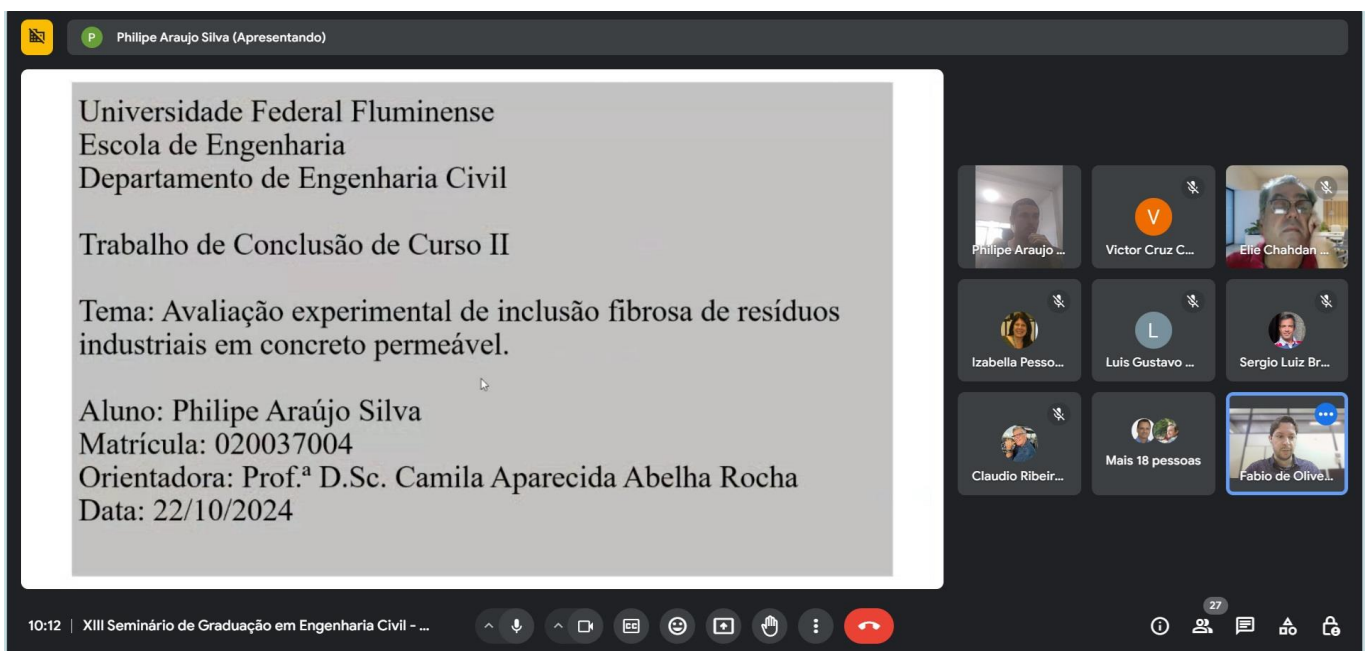 P Philipe Araujo Silva (Apresentando)
Universidade Federal Fluminense
Escola de Engenharia
Departamento de Engenharia Civil
Trabalho de Conclusão de Curso II
Tema: Avaliação experimental de inclusão fibrosa de resíduos
industriais em concreto permeável.
Aluno: Philipe Araújo Silva
Matrícula: 020037004
Orientadora: Prof.ª D.Sc. Camila Aparecida Abelha Rocha
Data: 22/10/2024
Philipe Araujo ...
V
Victor Cruz C...
Elie Chahdan ...
Izabella Pesso...
L
Luis Gustavo ...
Sergio Luiz Br...
Claudio Ribeir...
Mais 18 pessoas
Fabio de Olive...
10:12 | XIII Seminário de Graduação em Engenharia Civil - ...
CC
27